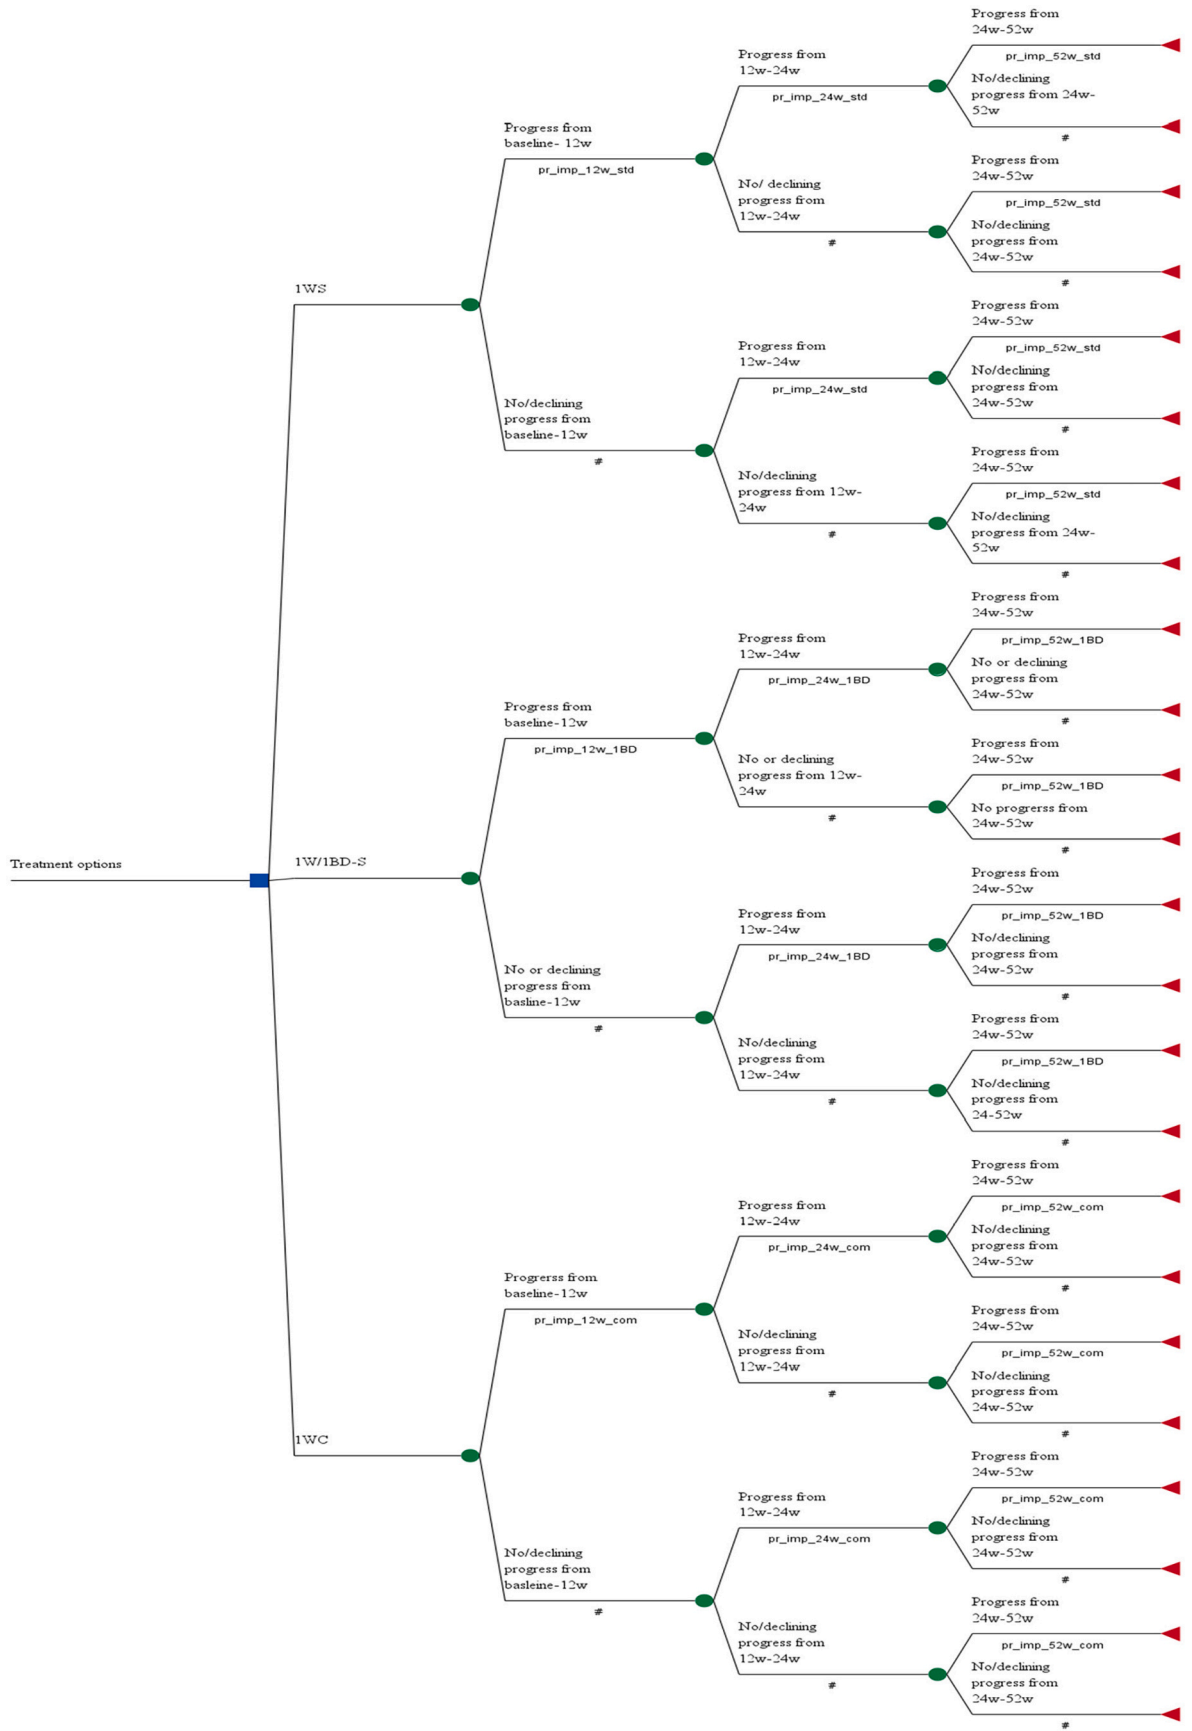 Treatment options
1WS
Progress from
baseline- 12w
pr_imp_12w_std
Progress from
12w-24w
pr_imp_24w_std
Progress from
24w-52w
pr_imp_52w_std
No/declining
progress from 24w-
52w
#
No/ declining
progress from
12w-24w
#
Progress from
24w-52w
pr_imp_52w_std
No/declining
progress from
24w-52w
#
No/declining
progress from
baseline-12w
#
Progress from
12w-24w
pr_imp_24w_std
Progress from
24w-52w
pr_imp_52w_std
No/declining
progress from
24w-52w
#
No/declining
progress from 12w-
24w
#
Progress from
24w-52w
pr_imp_52w_std
No/declining
progress from 24w-
52w
#
1W/1BD-S
Progress from
baseline-12w
pr_imp_12w_1BD
Progress from
12w-24w
pr_imp_24w_1BD
Progress from
24w-52w
pr_imp_52w_1BD
No or declining
progress from
24w-52w
#
No or declining
progress from 12w-
24w
#
Progress from
24w-52w
pr_imp_52w_1BD
No progrerss from
24w-52w
#
No or declining
progress from
basline-12w
#
Progress from
12w-24w
pr_imp_24w_1BD
Progress from
24w-52w
pr_imp_52w_1BD
No/declining
progress from
24w-52w
#
No/declining
progress from
12w-24w
#
Progress from
24w-52w
pr_imp_52w_1BD
No/declining
progress from
24-52w
#
1WC
Progrerss from
baseline-12w
pr_imp_12w_com
Progress from
12w-24w
pr_imp_24w_com
Progress from
24w-52w
pr_imp_52w_com
No/declining
progress from
24w-52w
#
No/declining
progress from
12w-24w
#
Progress from
24w-52w
pr_imp_52w_com
No/declining
progress from
24w-52w
#
No/declining
progress from
basleine-12w
#
Progress from
12w-24w
pr_imp_24w_com
Progress from
24w-52w
pr_imp_52w_com
No/declining
progress from
24w-52w
#
No/declining
progress from
12w-24w
#
Progress from
24w-52w
pr_imp_52w_com
No/declining
progress from
24w-52w
#